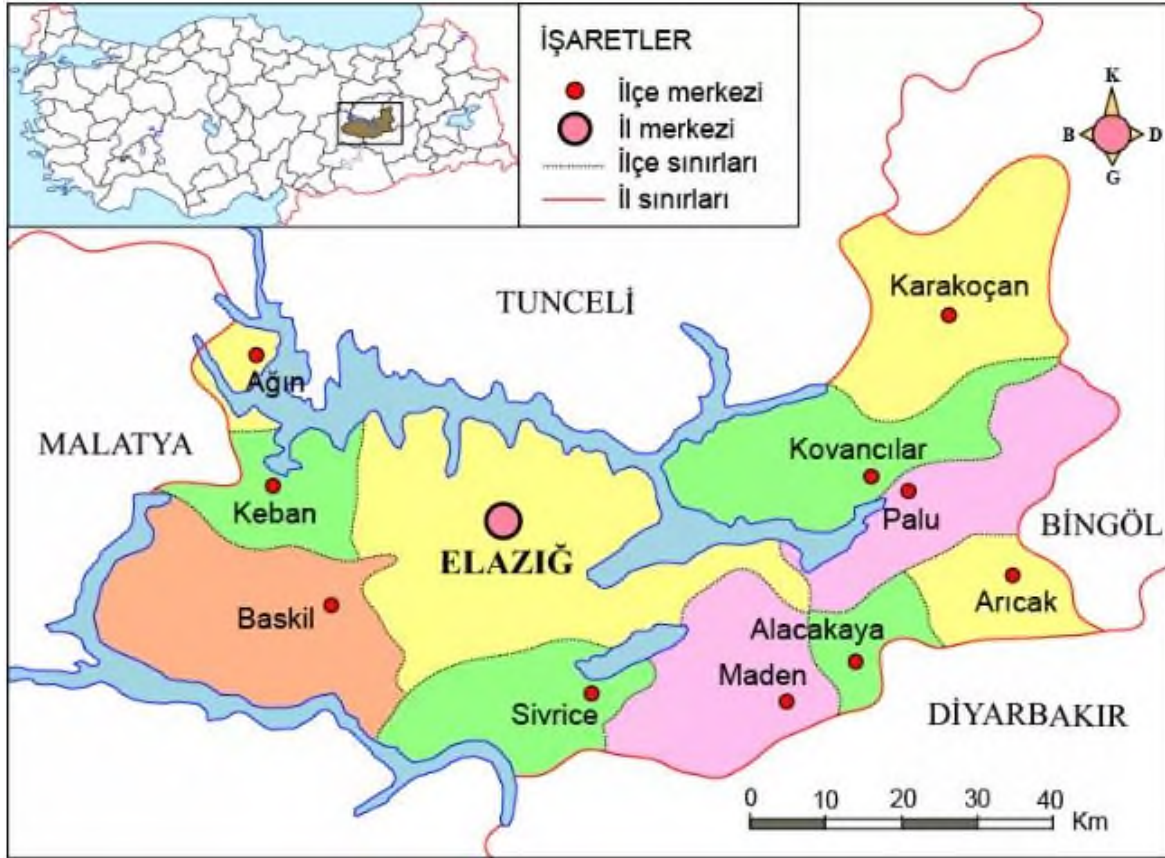 İŞARETLER
İlçe merkezi
İl merkezi
İlçe sınırları
İl sınırları
K
B D
G
TUNCELİ
Karakoçan
Ağın
MALATYA
Keban
ELAZIĞ
Kovancılar
Palu
BİNGÖL
Arıcak
Baskil
Alacakaya
Maden
Sivrice
DİYARBAKIR
0 10 20 30 40
Km